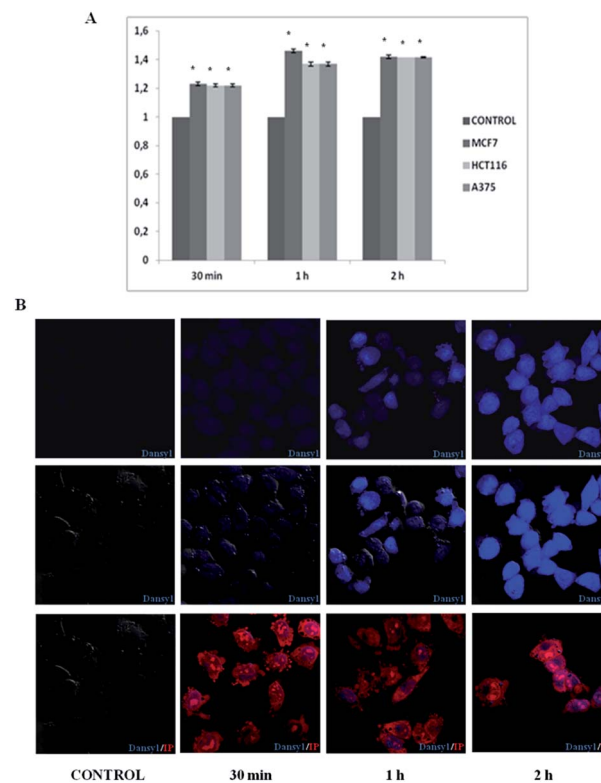 A
1,6
1,4
1,2
1
0,8
0,6
0,4
0,2
0
* * *
* * *
* * *
30 min 1 h 2 h
CONTROL
MCF7
HCT116
A375
B
Dansyl Dansyl Dansyl Dansyl
Dansyl Dansyl Dansyl Dansyl
Dansyl/IP Dansyl/IP Dansyl/IP Dansyl/IP
CONTROL 30 min 1 h 2 h